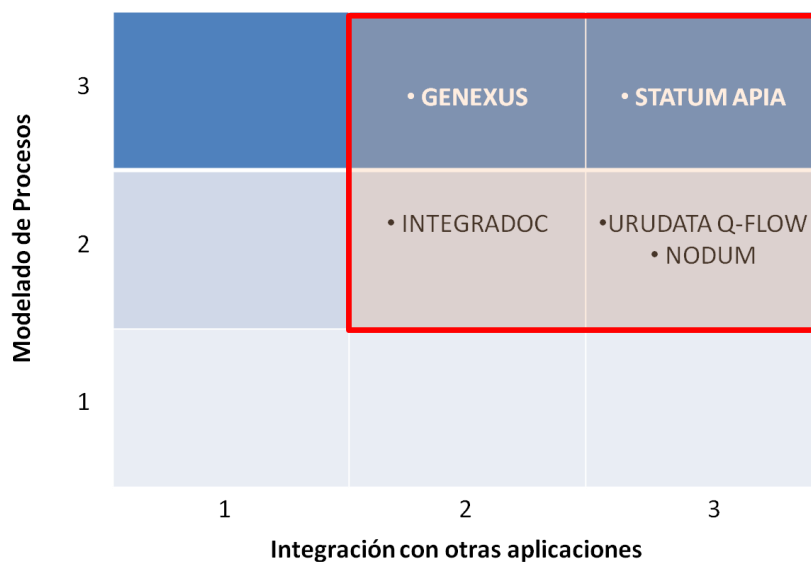 3
• GENEXUS
• STATUM APIA
Modelado de Procesos
2
• INTEGRADOC
•URUDATA Q-FLOW
• NODUM
1
1
2
3
Integración con otras aplicaciones